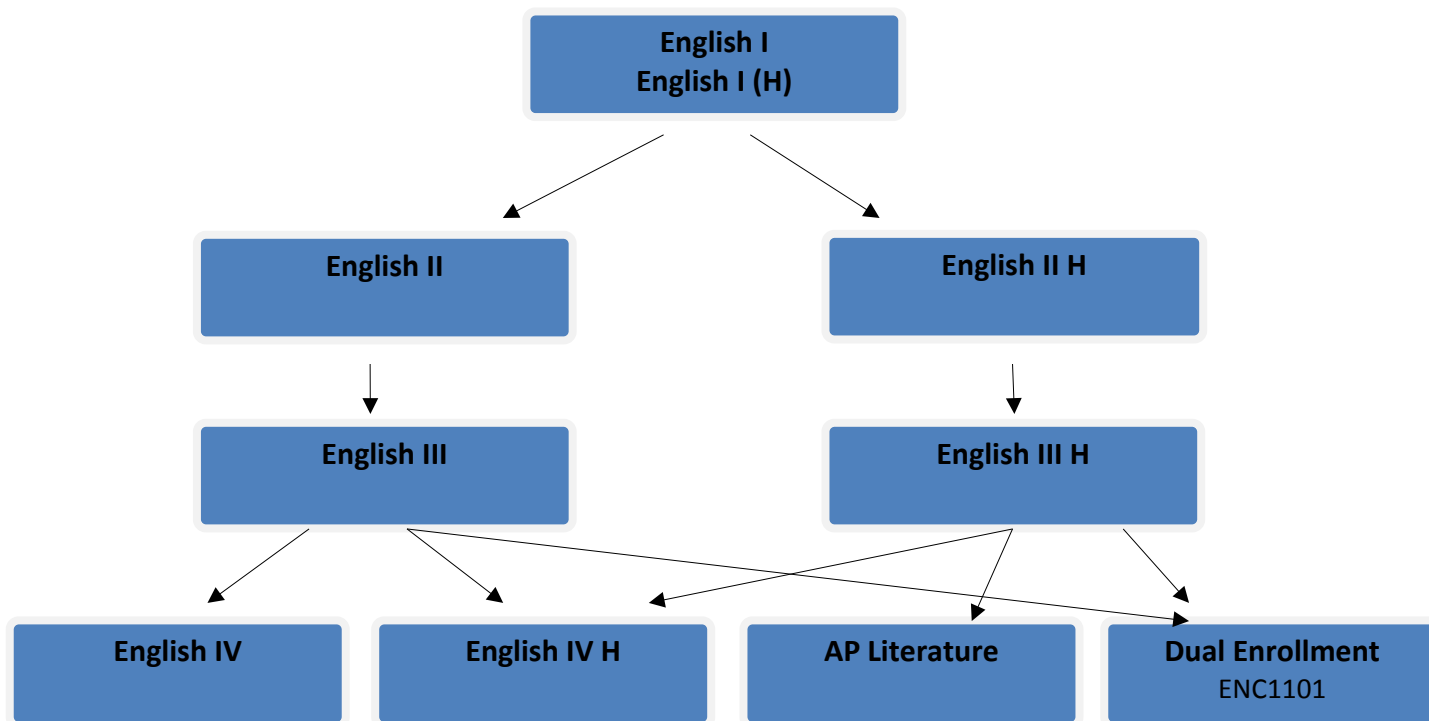 English I
English I (H)
English II
English II H
English III
English III H
English IV
English IV H
AP Literature
Dual Enrollment
ENC1101